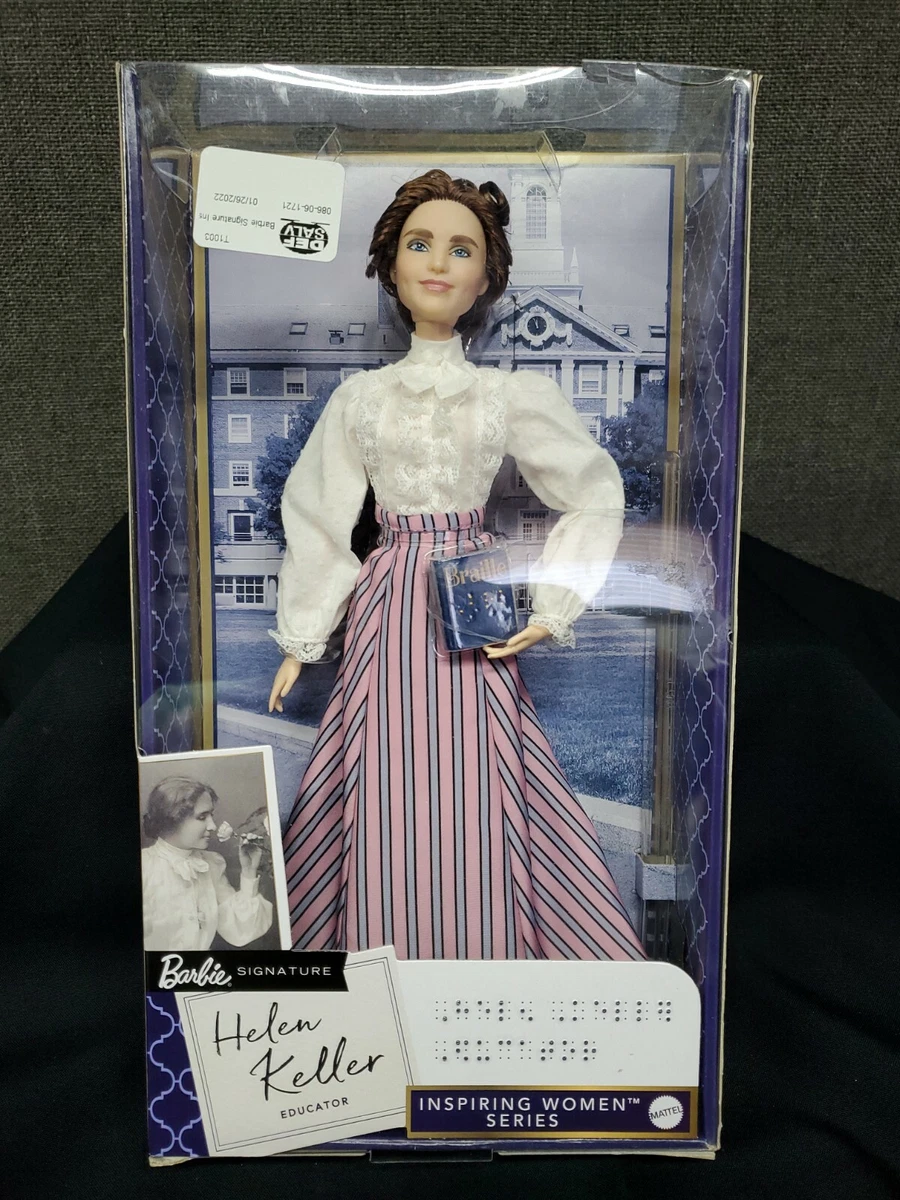 DEF
SALV
T1003
Barbie Signature Ins
086-06-1721 01/26/2022
Braille
Barbie® SIGNATURE
Helen
Keller
EDUCATOR
INSPIRING WOMEN™
SERIES
MATTEL